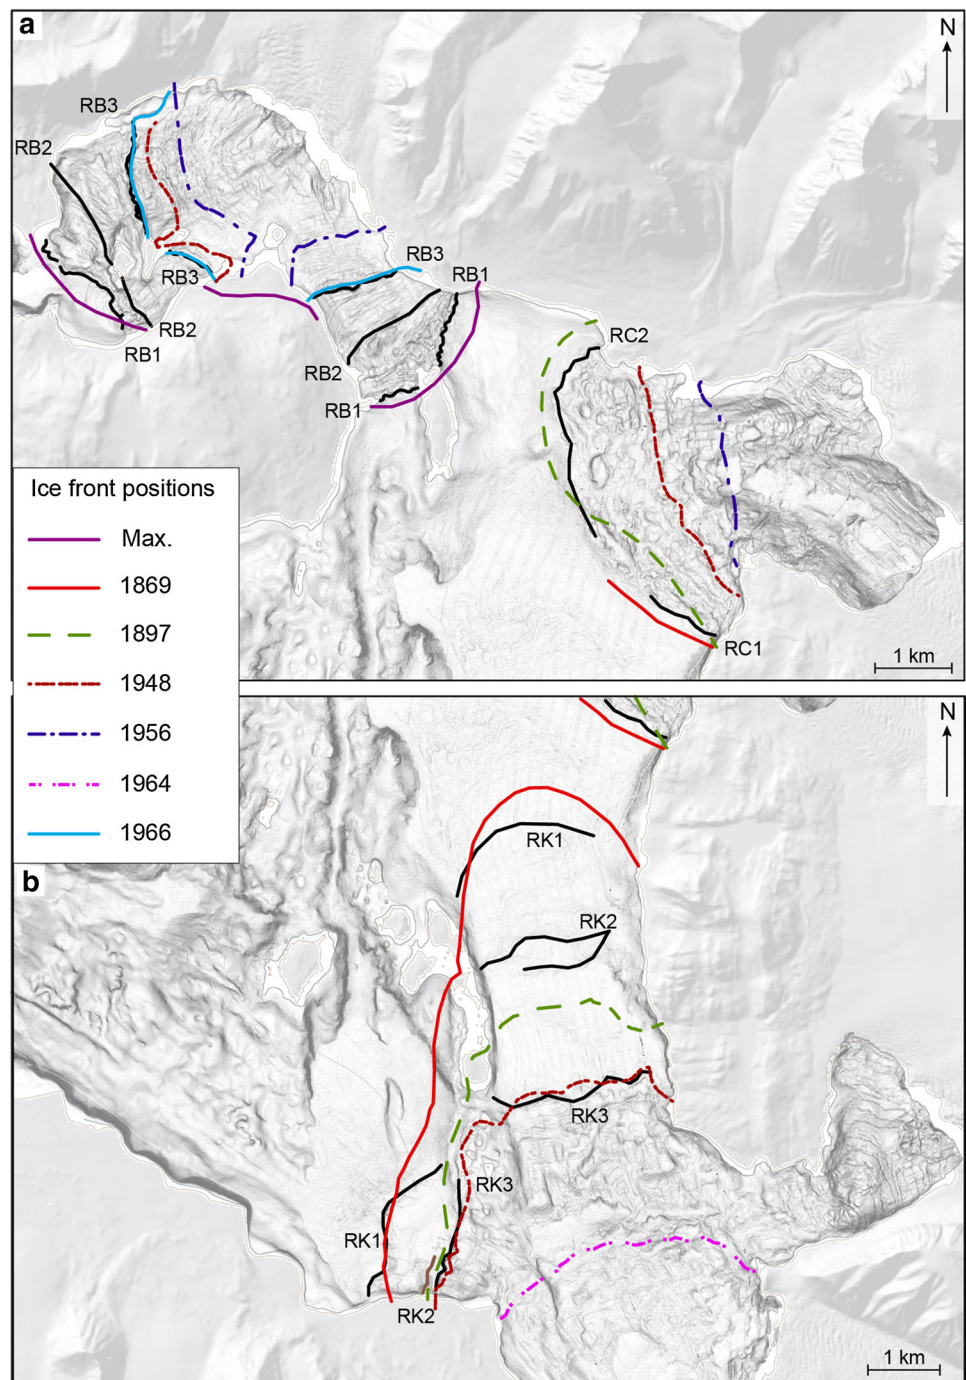 a
N
RB3
RB2
RB3
RB3
RB1
RB2
RB1
RB2
RB1
RC2
RC1
1 km
Ice front positions
Max.
1869
1897
1948
1956
1964
1966
N
b
RK1
RK2
RK3
RK3
RK1
RK2
1 km